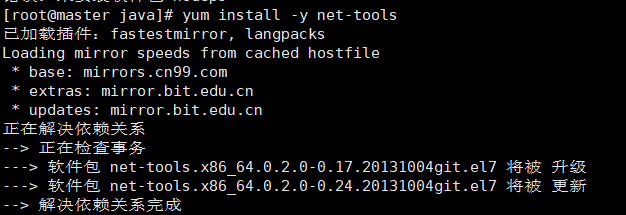 [root@master java]# yum install -y net-tools
已加载插件：fastestmirror, langpacks
Loading mirror speeds from cached hostfile
 * base: mirrors.cn99.com
 * extras: mirror.bit.edu.cn
 * updates: mirror.bit.edu.cn
正在解决依赖关系
--> 正在检查事务
---> 软件包 net-tools.x86_64.0.2.0-0.17.20131004git.el7 将被 升级
---> 软件包 net-tools.x86_64.0.2.0-0.24.20131004git.el7 将被 更新
--> 解决依赖关系完成